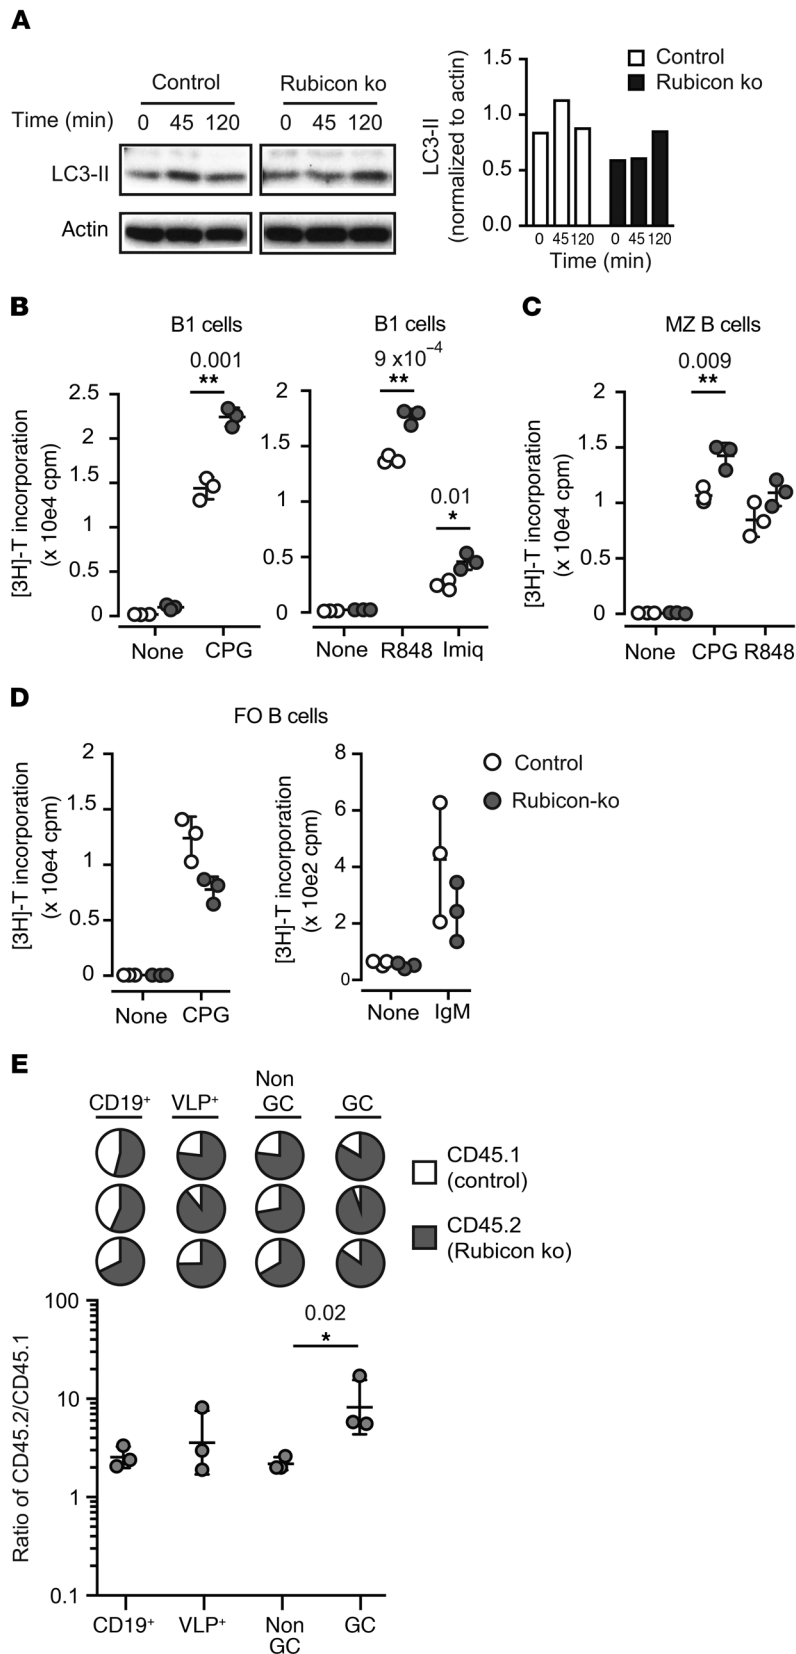 A
Control
Rubicon ko
Time (min)
0 45 120
0 45 120
LC3-II
Actin
LC3-II
(normalized to actin)
1.5
1.0
0.5
0.0
Control
Rubicon ko
0 45 120 0 45 120
Time (min)
B
B1 cells
0.001
**
[3H]-T incorporation
(x 10e4 cpm)
2.5
2
1.5
1
0.5
0
None CPG
B1 cells
9 x10⁻⁴
**
0.01
*
2
1.5
1
0.5
0
None R848 Imiq
C
MZ B cells
0.009
**
[3H]-T incorporation
(x 10e4 cpm)
2
1.5
1
0.5
0
None CPG R848
D
FO B cells
[3H]-T incorporation
(x 10e4 cpm)
2
1.5
1
0.5
0
None CPG
[3H]-T incorporation
(x 10e2 cpm)
8
6
4
2
0
None IgM
Control
Rubicon-ko
E
CD19⁺
VLP⁺
Non
GC
GC
CD45.1
(control)
CD45.2
(Rubicon ko)
Ratio of CD45.2/CD45.1
100
10
1
0.1
0.02
*
CD19⁺
VLP⁺
Non
GC
GC